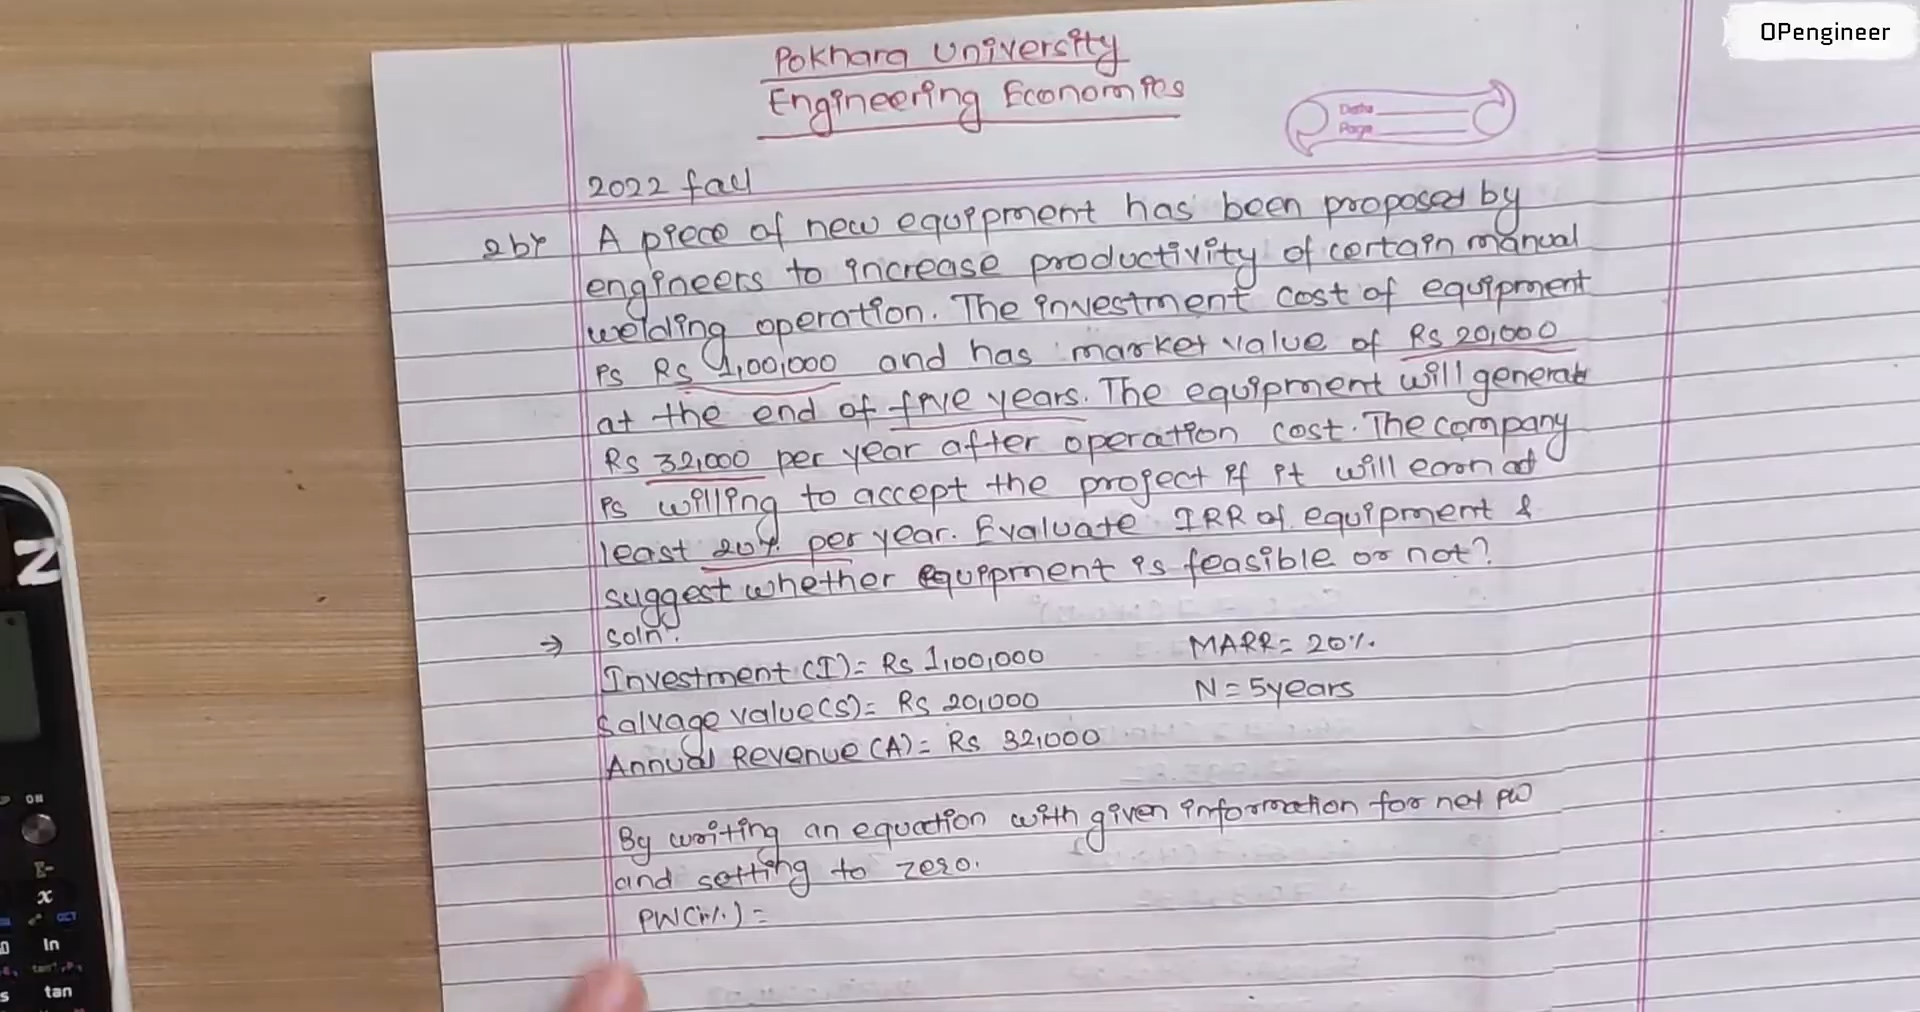 OPengineer
Pokhara University
Engineering Economics
Date
Page
2022 fall
2b)
A piece of new equipment has been proposed by
engineers to increase productivity of certain manual
welding operation. The investment cost of equipment
is Rs 1,00,000 and has market value of Rs 20,000
at the end of five years. The equipment will generate
Rs 32,000 per year after operation cost. The company
is willing to accept the project if it will earn at
least 20% per year. Evaluate IRR of equipment &
suggest whether equipment is feasible or not?
→ soln:
Investment (I) = Rs 1,00,000 MARR = 20%.
Salvage value(s) = Rs 20,000 N = 5years
Annual Revenue (A) = Rs 32,000
By writing an equation with given information for net PW
and setting to zero.
PW(i%) =
N
ON
x
OCT
ln
tan